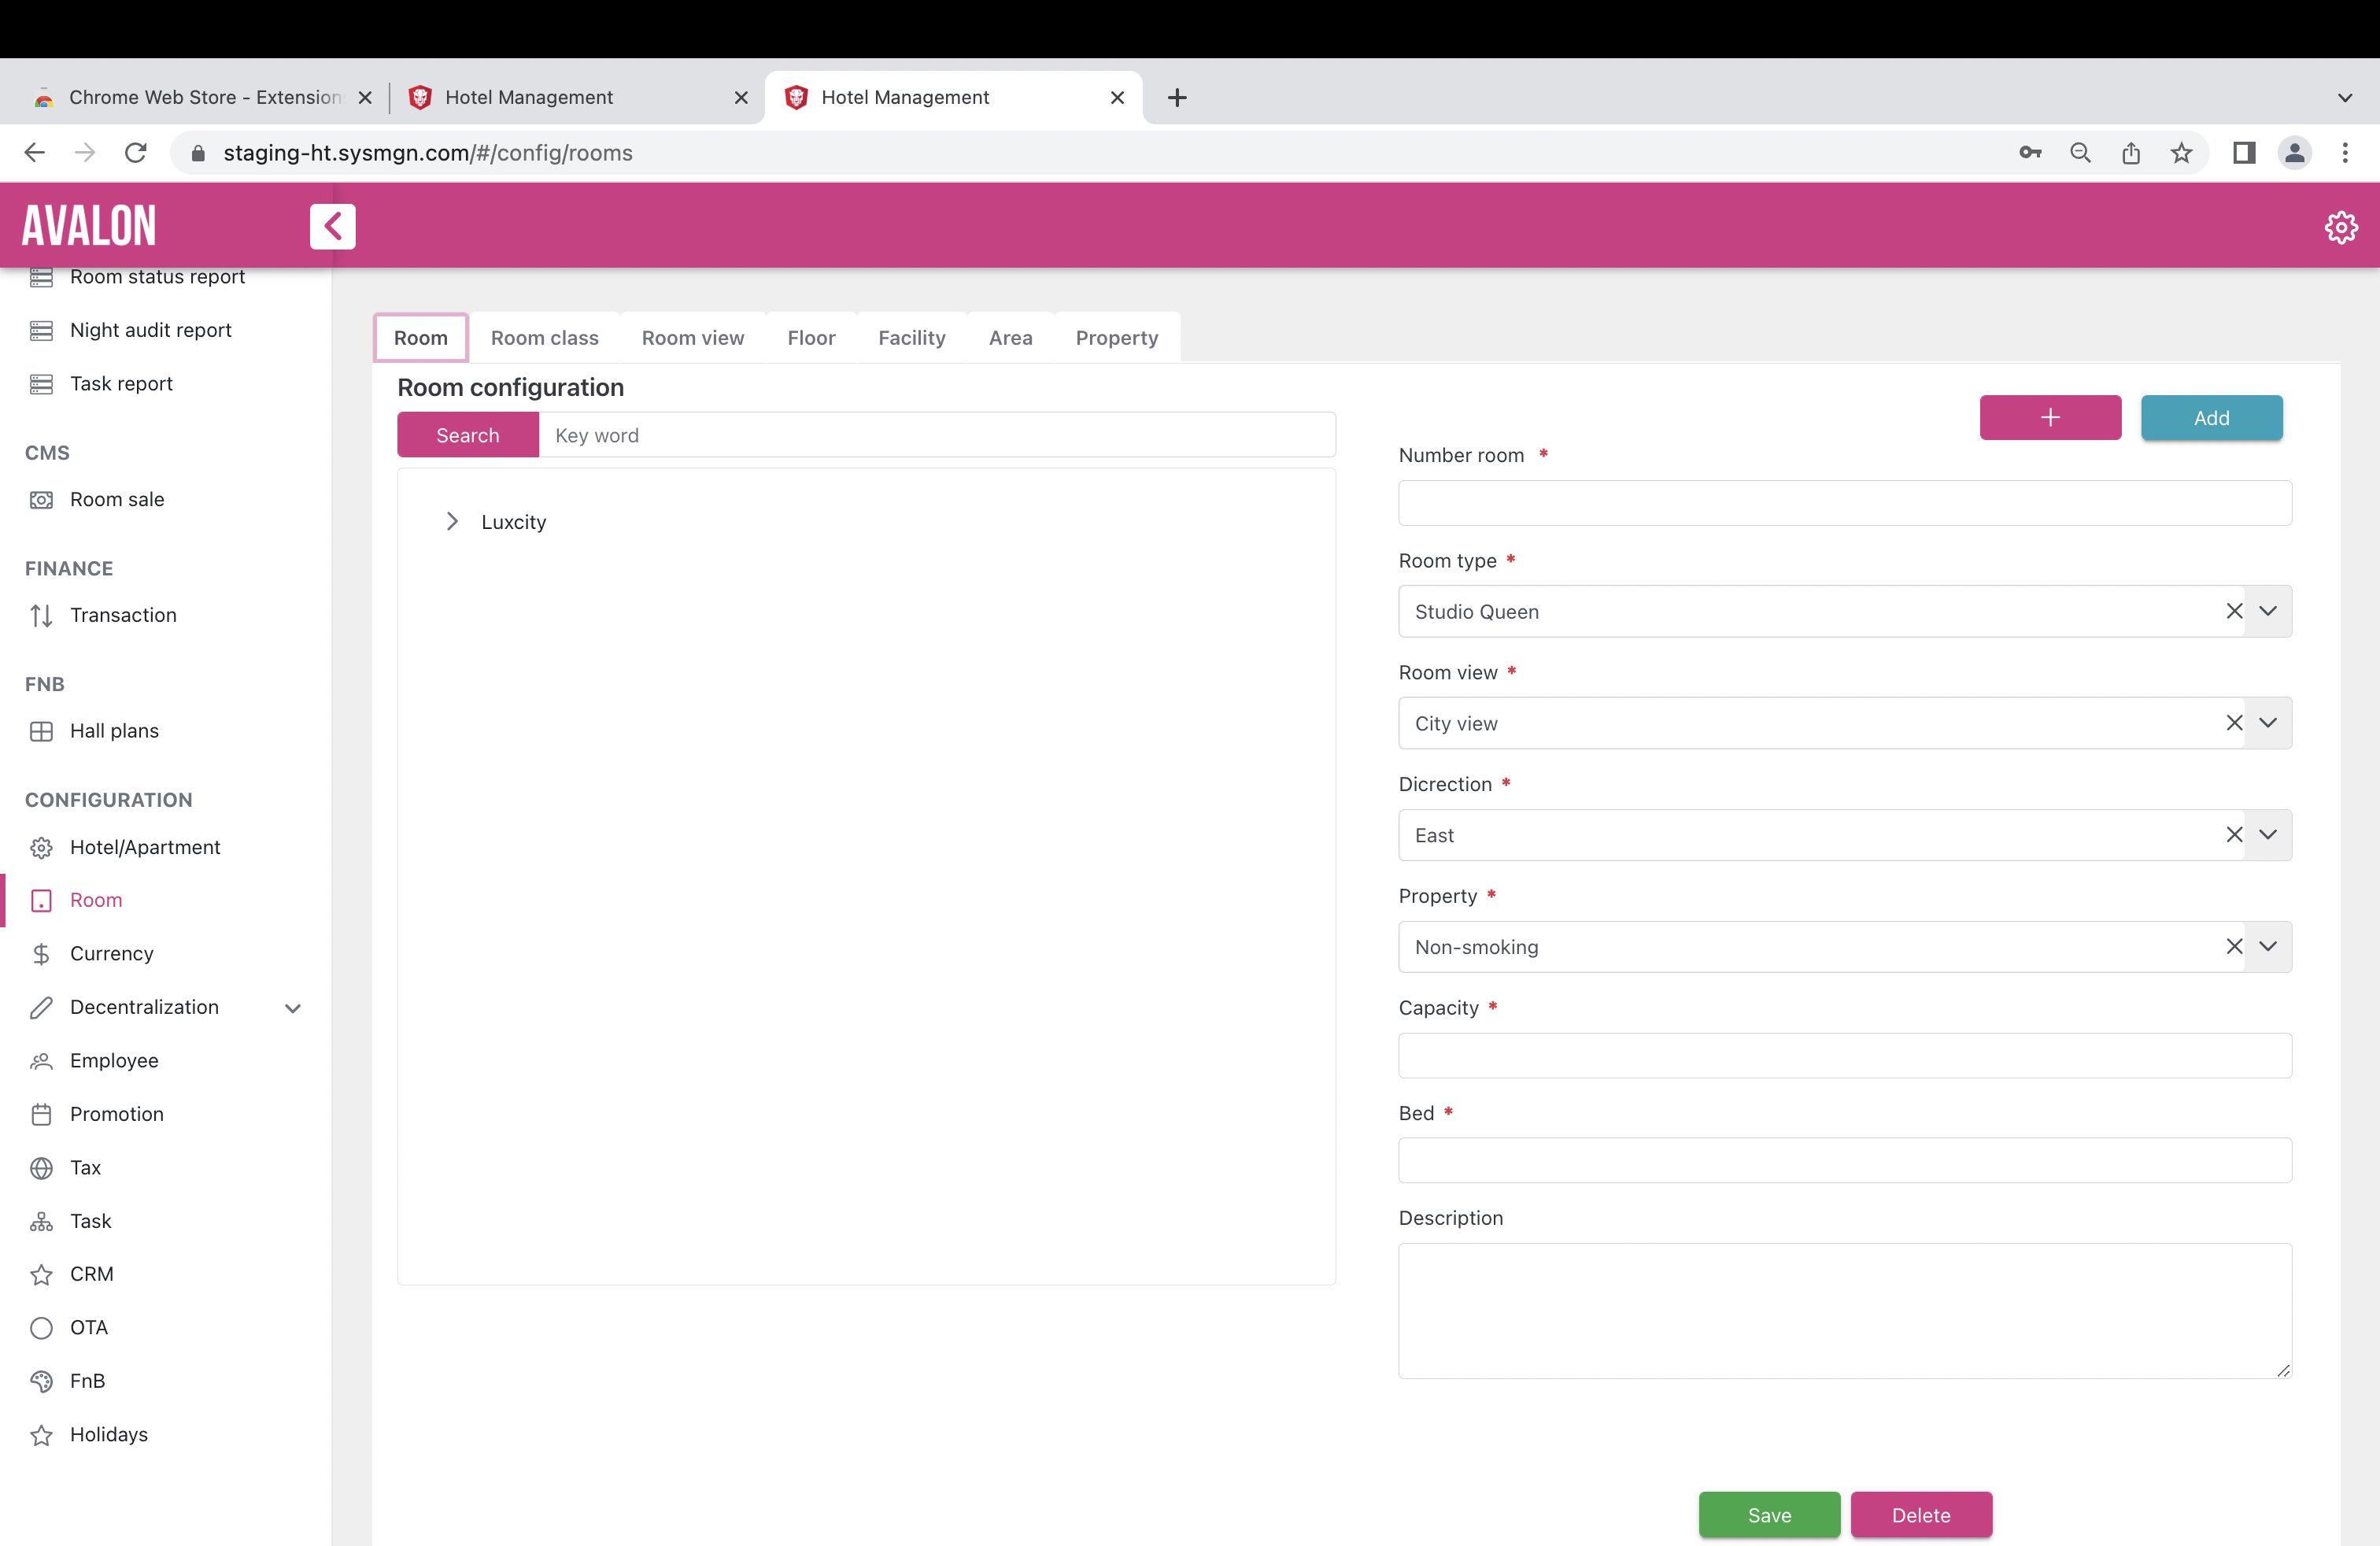 Chrome Web Store - Extension
Hotel Management
Hotel Management
staging-ht.sysmgn.com/#/config/rooms
AVALON
Room status report
Night audit report
Task report
CMS
Room sale
FINANCE
Transaction
FNB
Hall plans
CONFIGURATION
Hotel/Apartment
Room
Currency
Decentralization
Employee
Promotion
Tax
Task
CRM
OTA
FnB
Holidays
Room Room class Room view Floor Facility Area Property
Room configuration
Search Key word
Luxcity
+ Add
Number room *
Room type *
Studio Queen
Room view *
City view
Dicrection *
East
Property *
Non-smoking
Capacity *
Bed *
Description
Save Delete